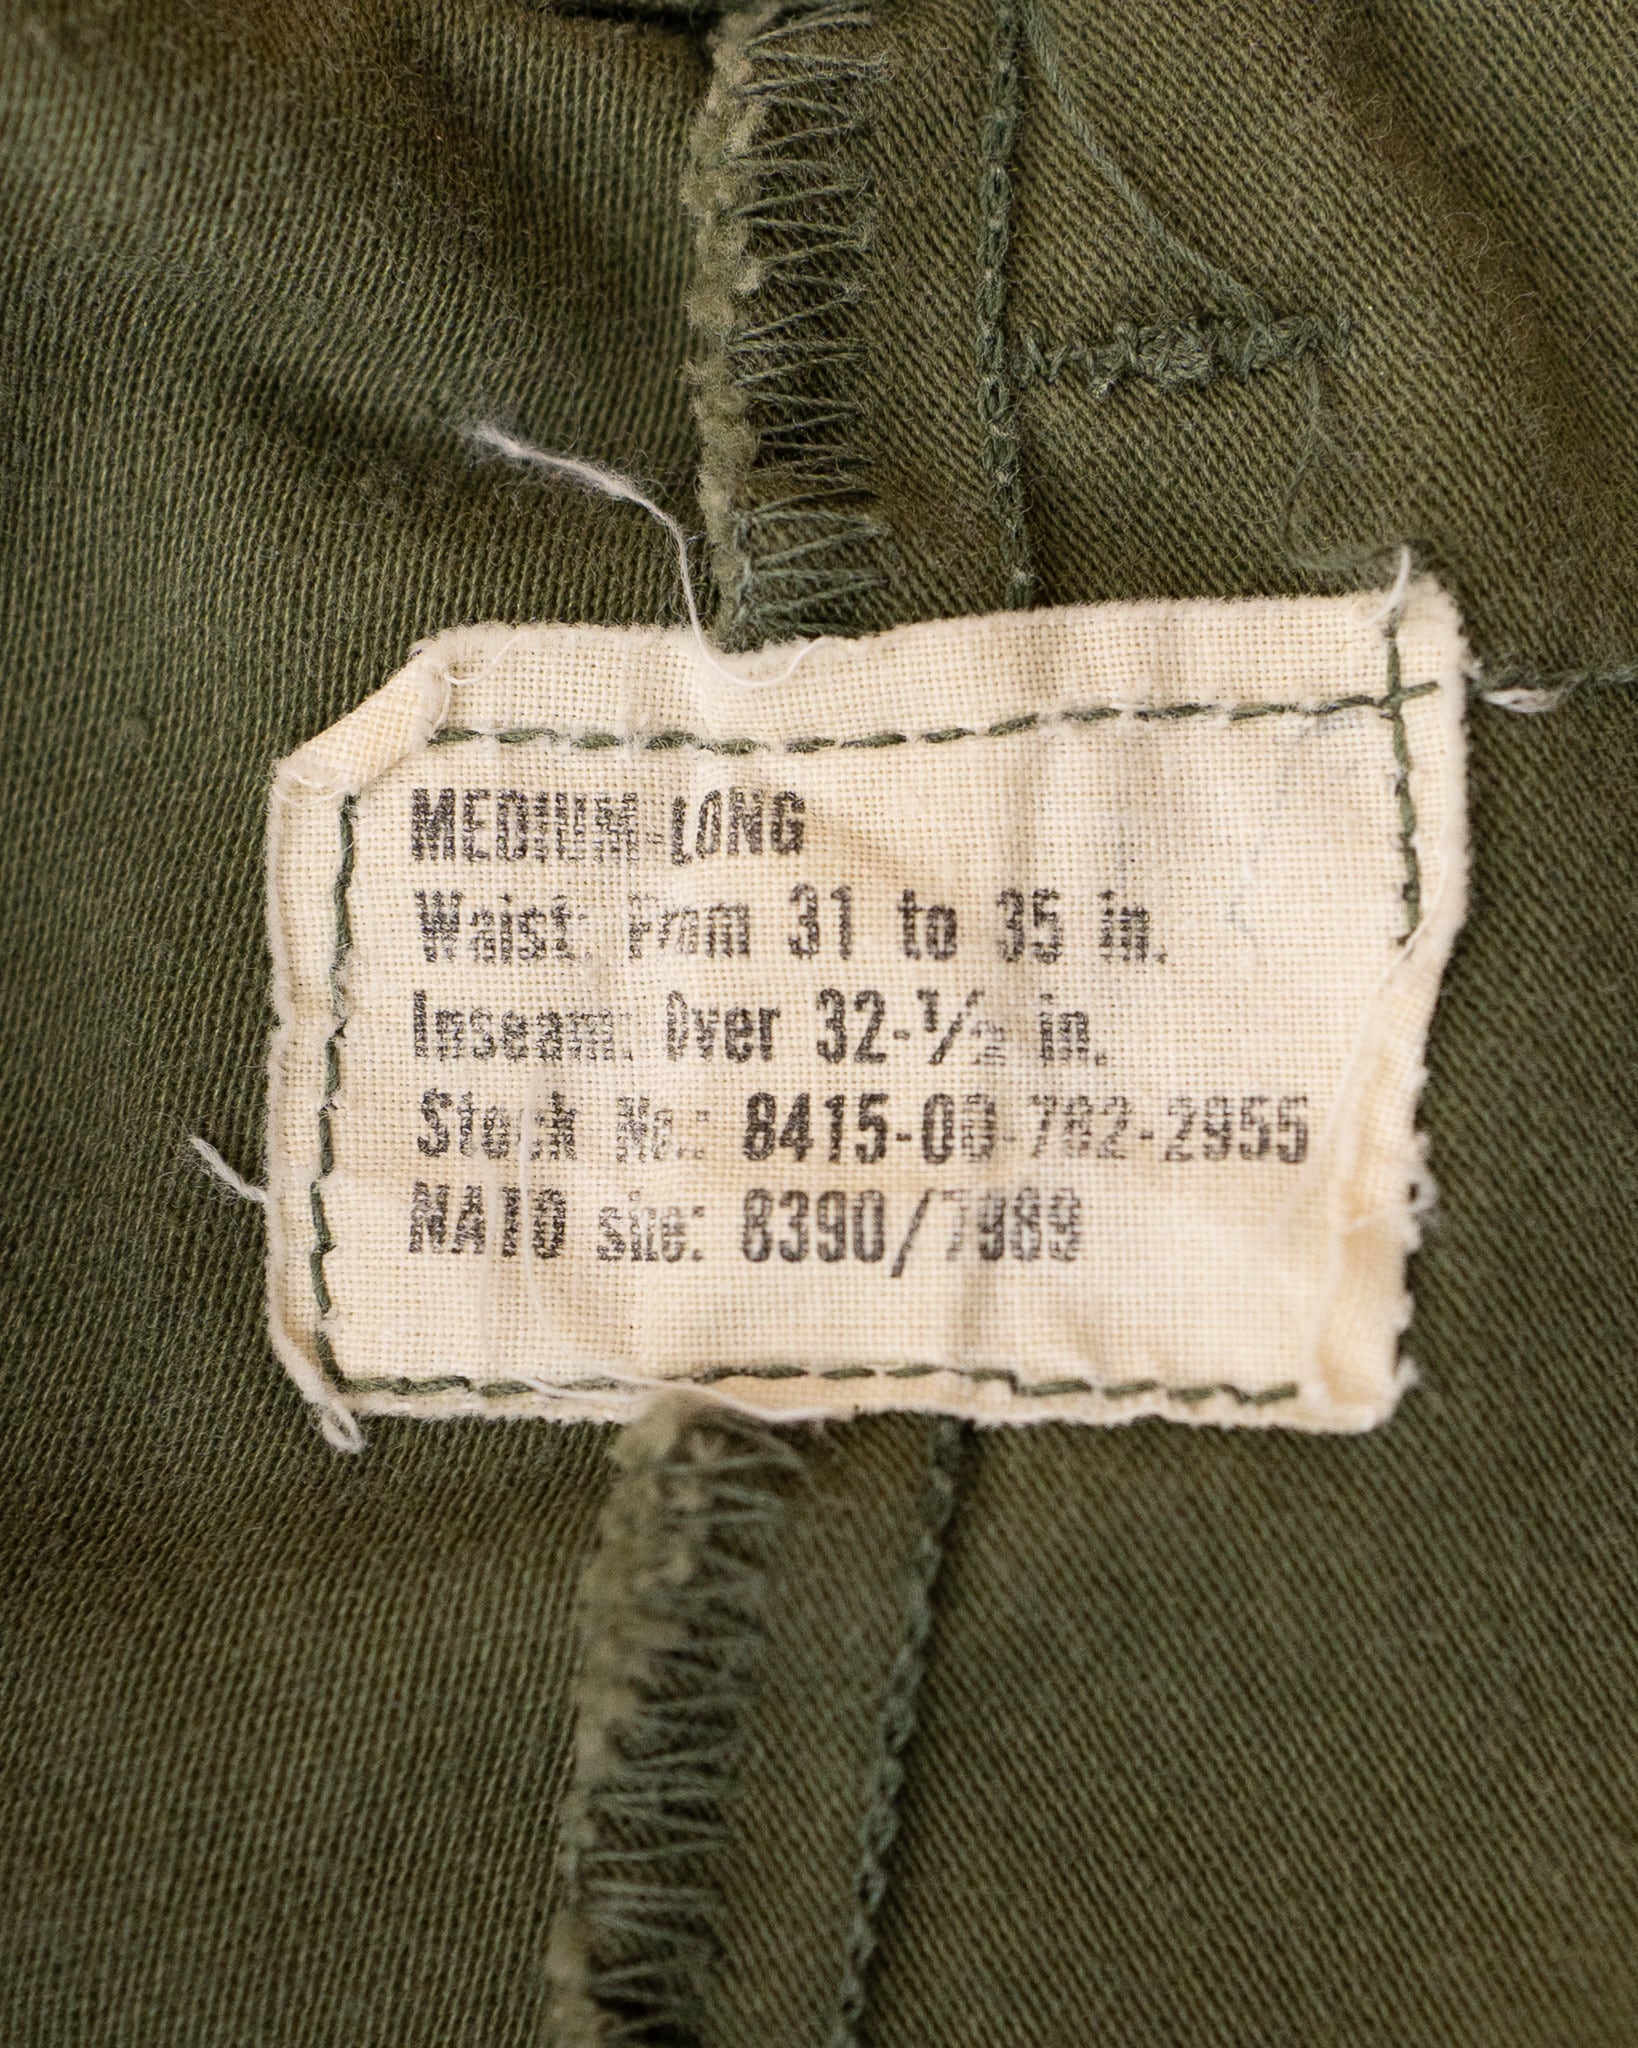 MEDIUM-LONG
Waist: From 31 to 35 in.
Inseam: Over 32-½ in.
Stock No.: 8415-00-782-2955
NATO size: 8390/7989